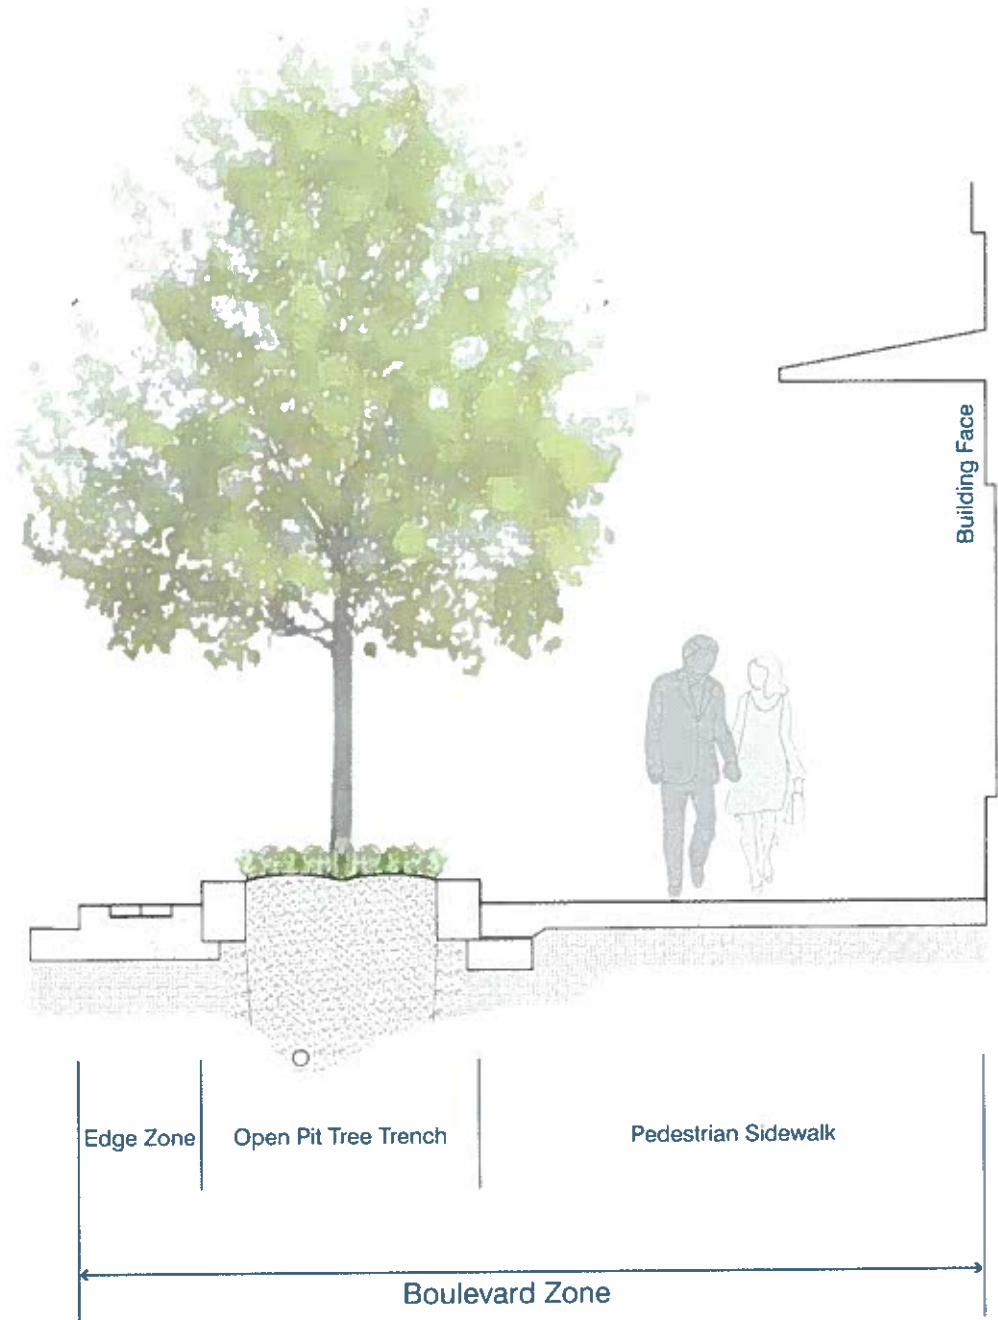 Building Face
Edge Zone
Open Pit Tree Trench
Pedestrian Sidewalk
Boulevard Zone